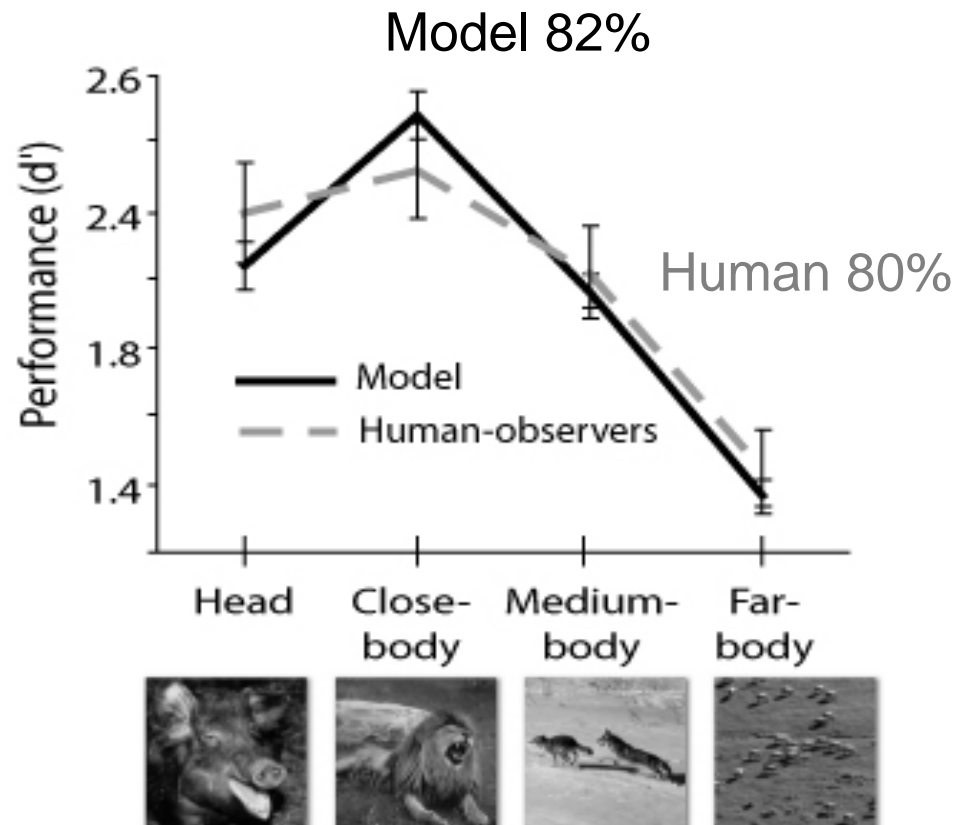 Model 82%
2.6
Performance (d')
2.4
Human 80%
1.8
Model
Human-observers
1.4
Head Close- Medium- Far-
body body body